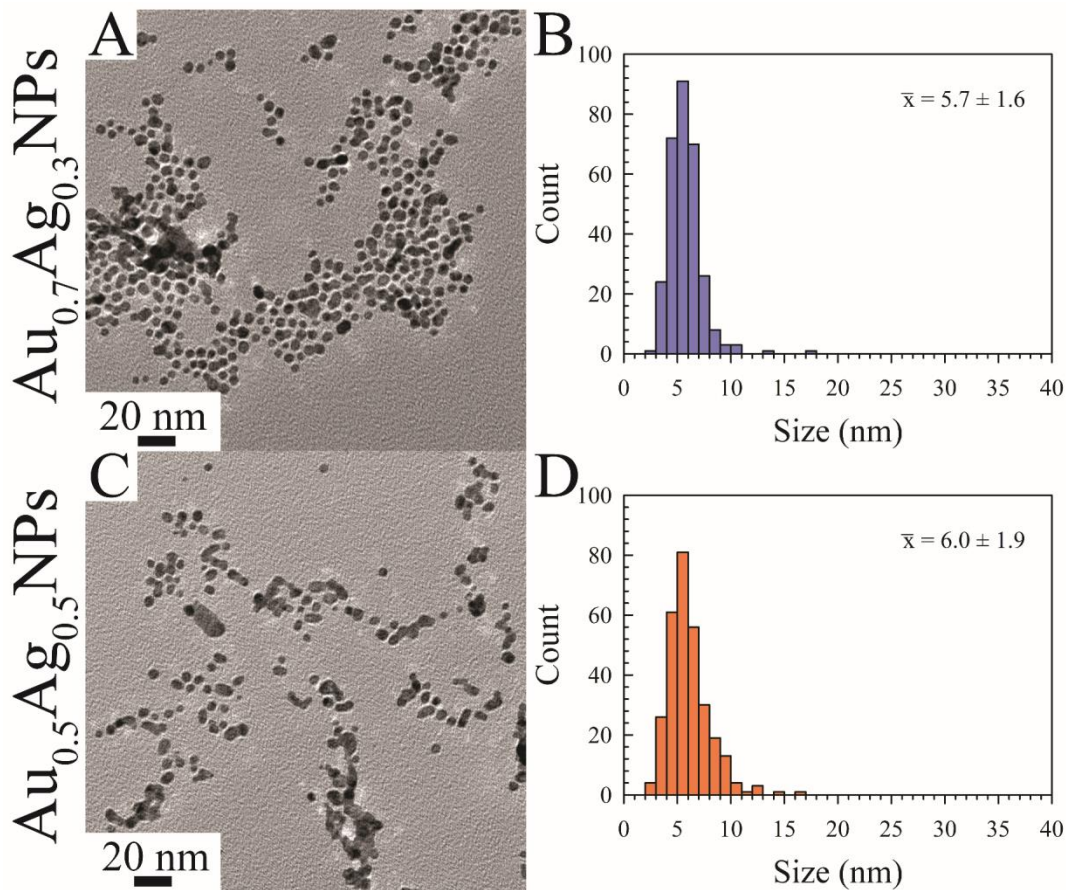 A
Au0.7Ag0.3NPs
20 nm
B
100
80
60
40
20
0
Count
x̄ = 5.7 ± 1.6
0 5 10 15 20 25 30 35 40
Size (nm)
C
Au0.5Ag0.5NPs
20 nm
D
100
80
60
40
20
0
Count
x̄ = 6.0 ± 1.9
0 5 10 15 20 25 30 35 40
Size (nm)